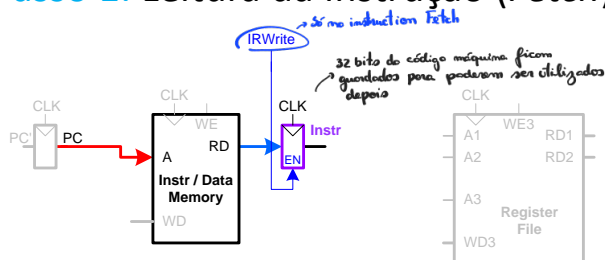 Leitura da Instrução (Fetch)
só no instruction Fetch
IRWrite
32 bits do código máquina ficam
guardados para poderem ser utilizados
depois
CLK
CLK
CLK
CLK
WE
WE3
PC'
PC
Instr
A
RD
EN
Instr / Data
Memory
WD
A1
RD1
A2
RD2
A3
Register
File
WD3